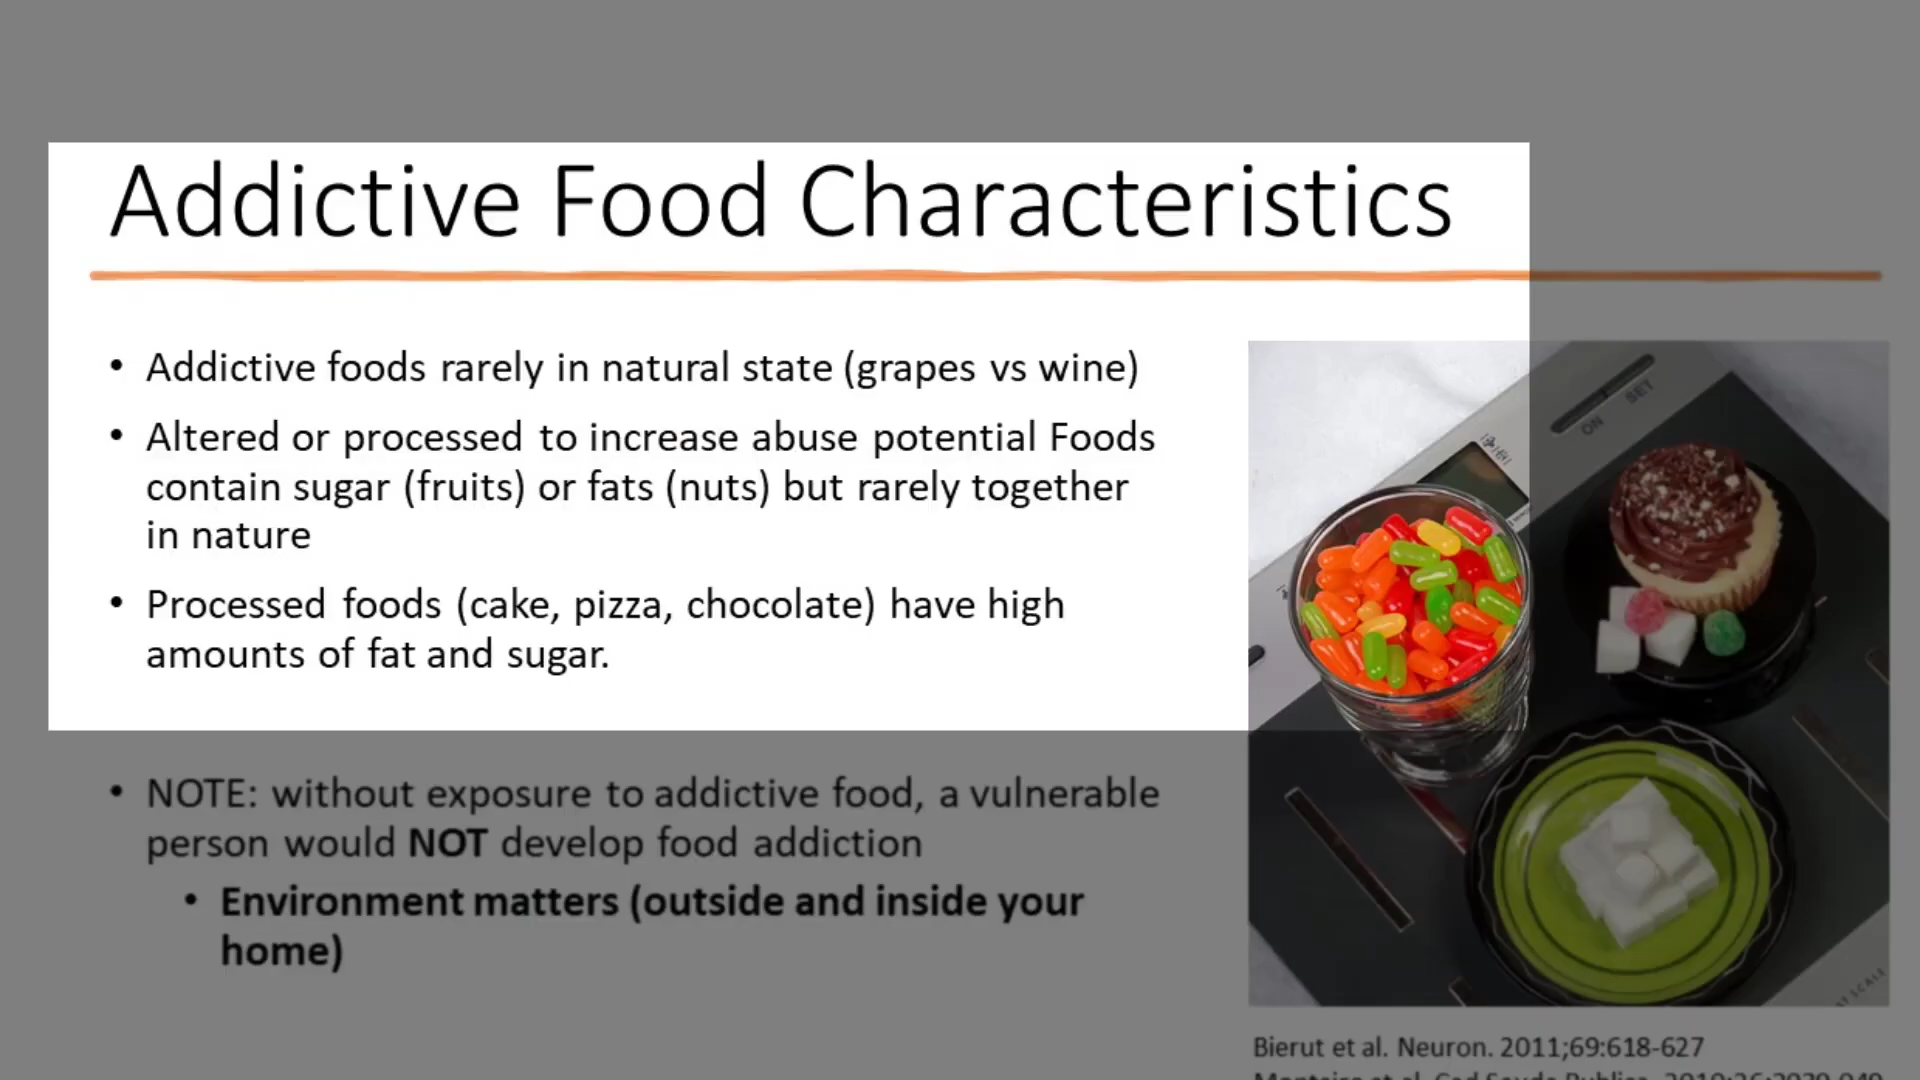 Addictive Food Characteristics
• Addictive foods rarely in natural state (grapes vs wine)
• Altered or processed to increase abuse potential Foods
contain sugar (fruits) or fats (nuts) but rarely together
in nature
• Processed foods (cake, pizza, chocolate) have high
amounts of fat and sugar.
• NOTE: without exposure to addictive food, a vulnerable
person would NOT develop food addiction
• Environment matters (outside and inside your
home)
ON
SET
SCALE
Bierut et al. Neuron. 2011;69:618-627